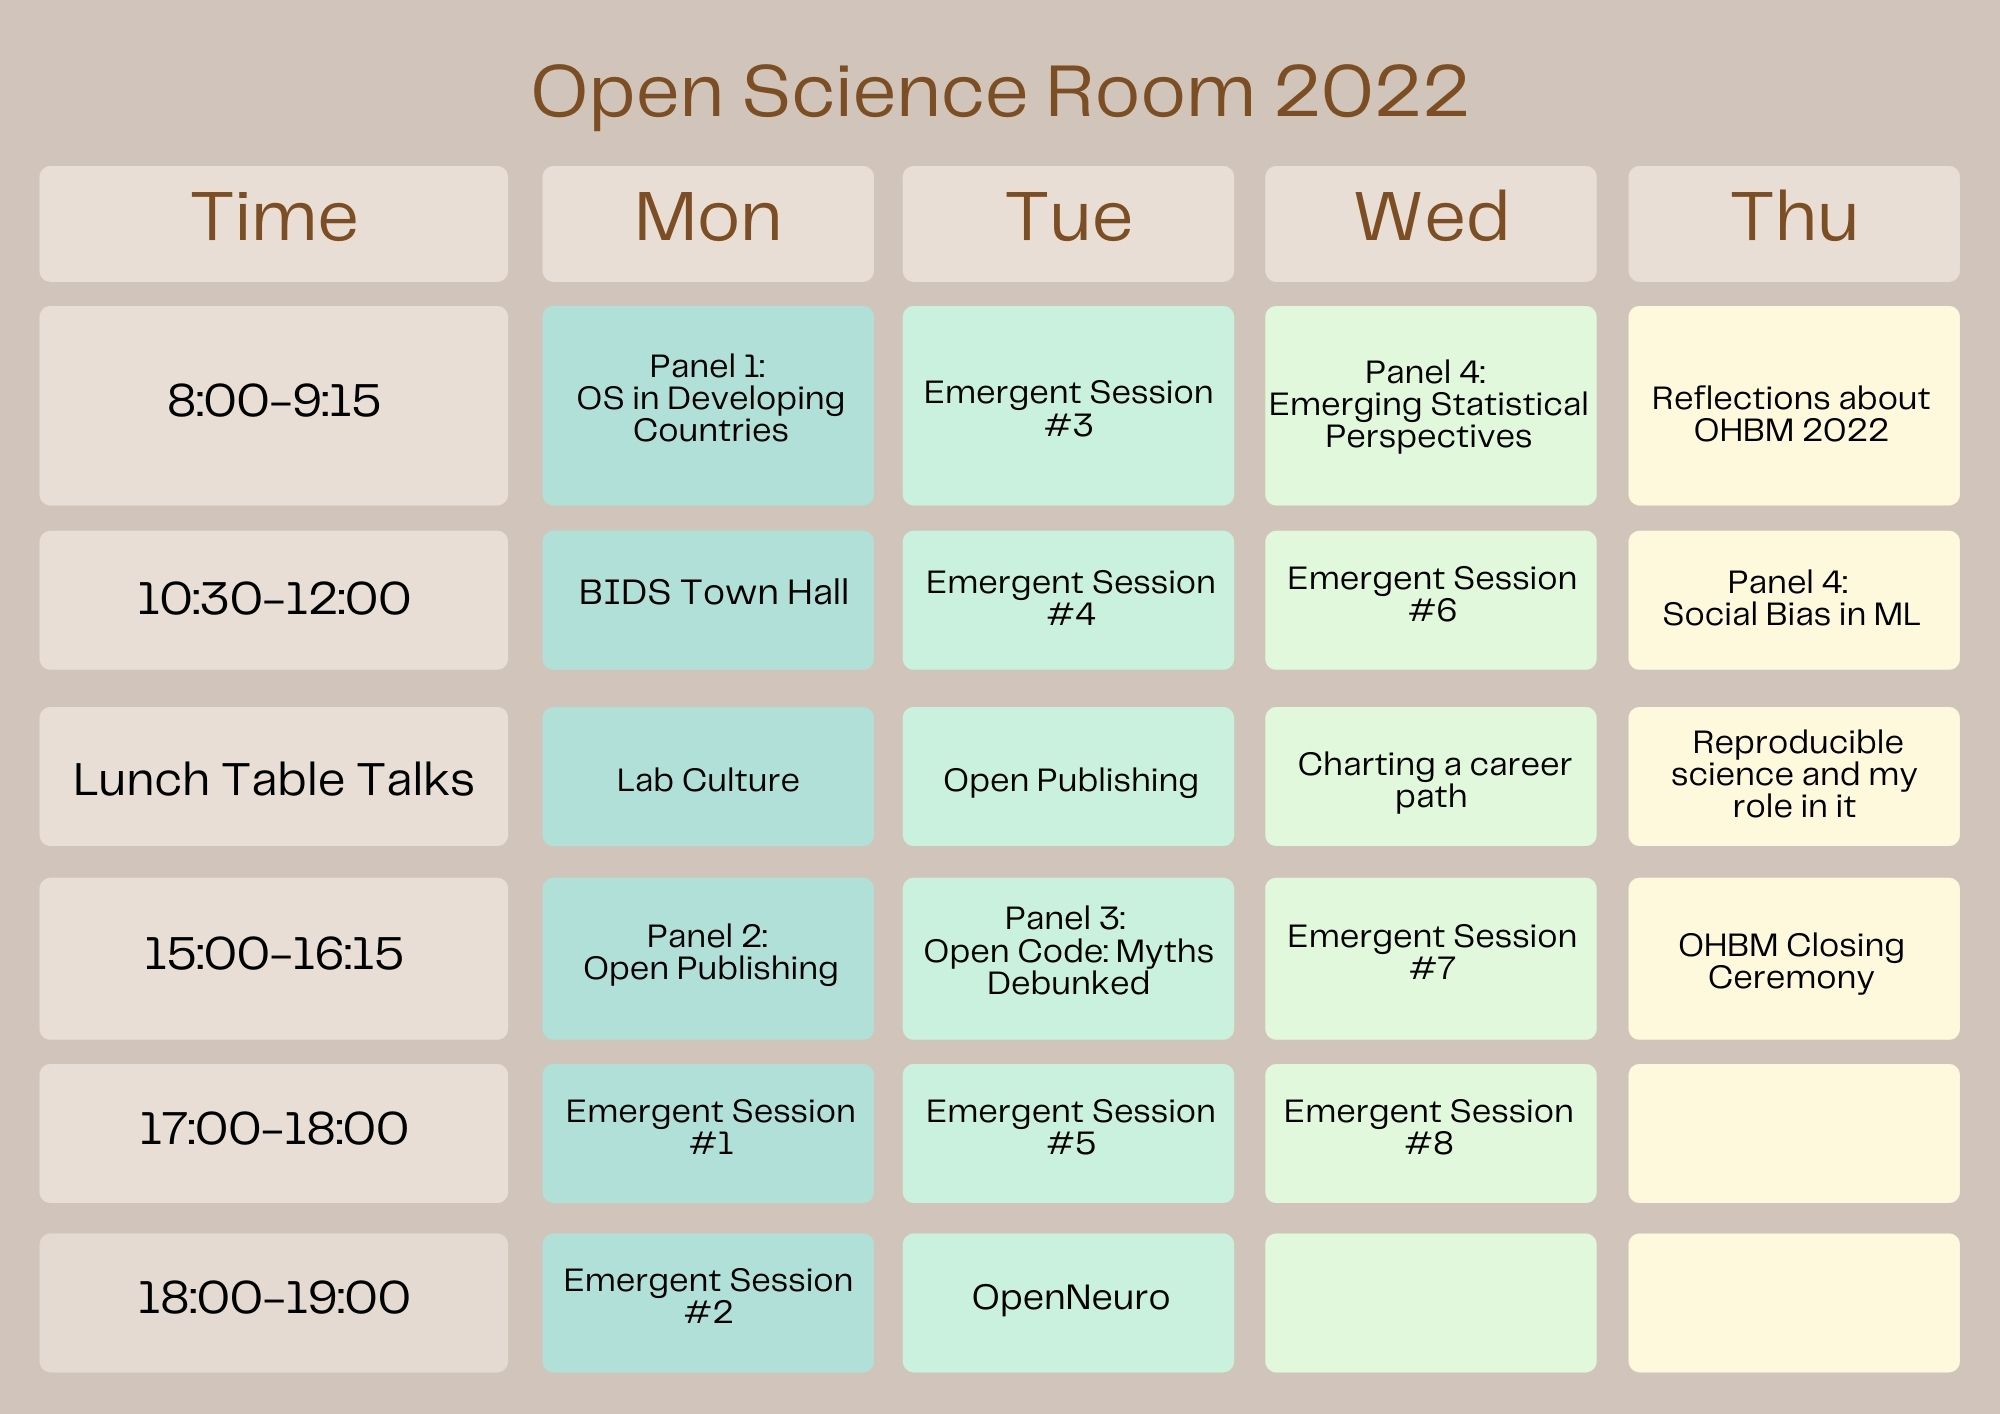 Open Science Room 2022
Time
Mon
Tue
Wed
Thu
8:00-9:15
Panel 1:
OS in Developing
Countries
Emergent Session
#3
Panel 4:
Emerging Statistical
Perspectives
Reflections about
OHBM 2022
10:30-12:00
BIDS Town Hall
Emergent Session
#4
Emergent Session
#6
Panel 4:
Social Bias in ML
Lunch Table Talks
Lab Culture
Open Publishing
Charting a career
path
Reproducible
science and my
role in it
15:00-16:15
Panel 2:
Open Publishing
Panel 3:
Open Code: Myths
Debunked
Emergent Session
#7
OHBM Closing
Ceremony
17:00-18:00
Emergent Session
#1
Emergent Session
#5
Emergent Session
#8
18:00-19:00
Emergent Session
#2
OpenNeuro